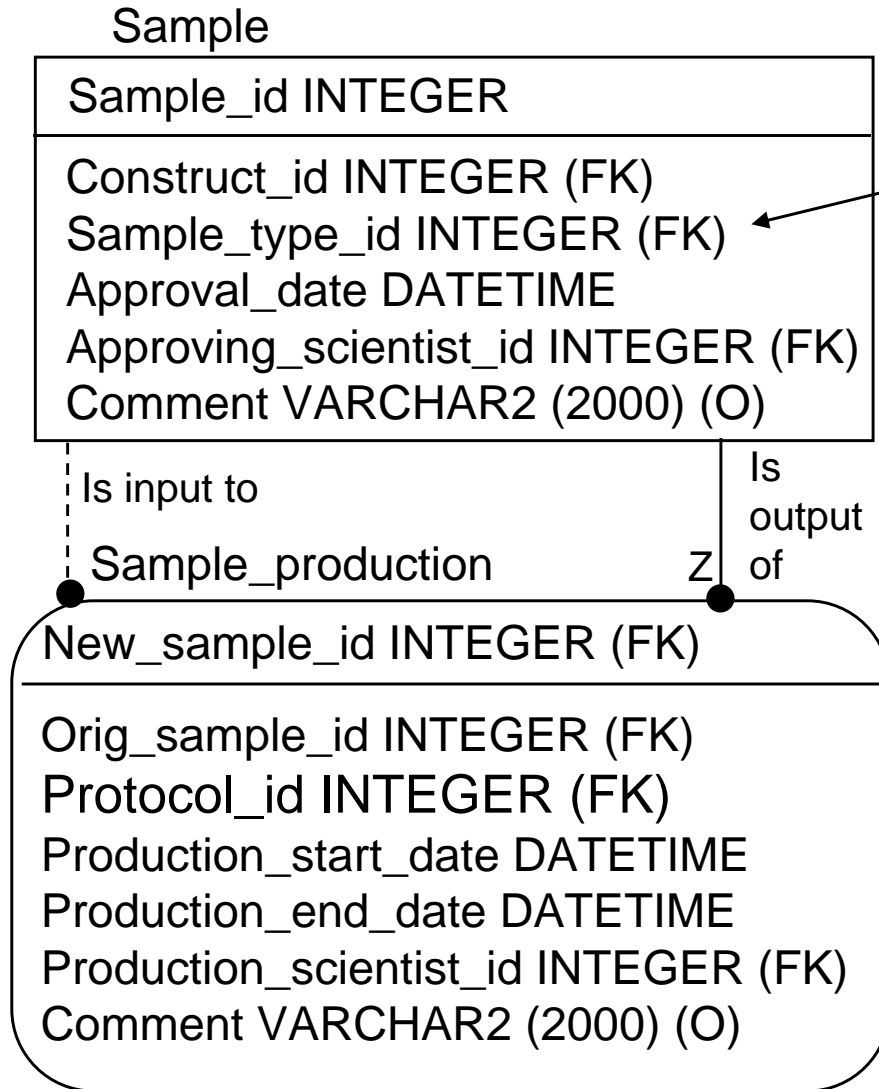 Sample
Sample_id INTEGER
Construct_id INTEGER (FK)
Sample_type_id INTEGER (FK)
Approval_date DATETIME
Approving_scientist_id INTEGER (FK)
Comment VARCHAR2 (2000) (O)
Is input to
Is
output
of
Z
Sample_production
New_sample_id INTEGER (FK)
Orig_sample_id INTEGER (FK)
Protocol_id INTEGER (FK)
Production_start_date DATETIME
Production_end_date DATETIME
Production_scientist_id INTEGER (FK)
Comment VARCHAR2 (2000) (O)